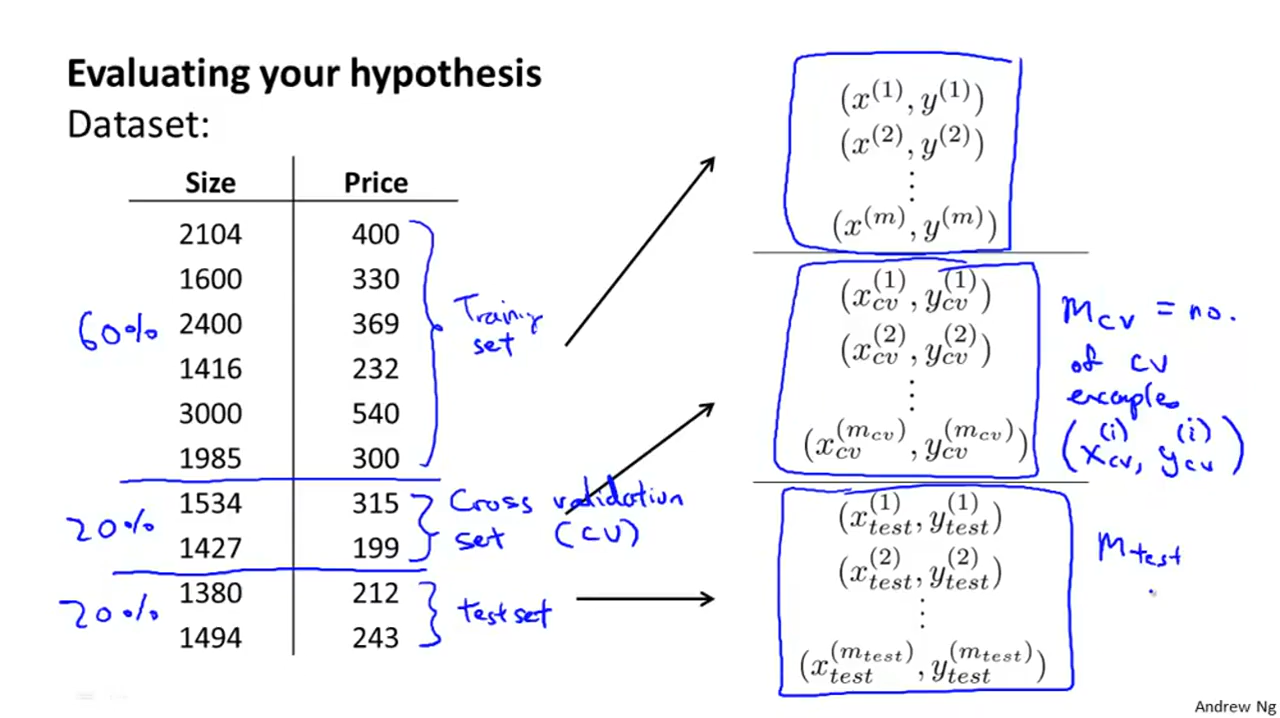 Evaluating your hypothesis
Dataset:
Size Price
2104 400
1600 330
2400 369
1416 232
3000 540
1985 300
1534 315
1427 199
1380 212
1494 243
60%
20%
20%
Training set
Cross validation
set (CV)
test set
(x^(1), y^(1))
(x^(2), y^(2))
⋮
(x^(m), y^(m))
(x_cv^(1), y_cv^(1))
(x_cv^(2), y_cv^(2))
⋮
(x_cv^(m_cv), y_cv^(m_cv))
(x_test^(1), y_test^(1))
(x_test^(2), y_test^(2))
⋮
(x_test^(m_test), y_test^(m_test))
m_cv = no.
of cv
examples
(x_cv^(i), y_cv^(i))
m_test
Andrew Ng